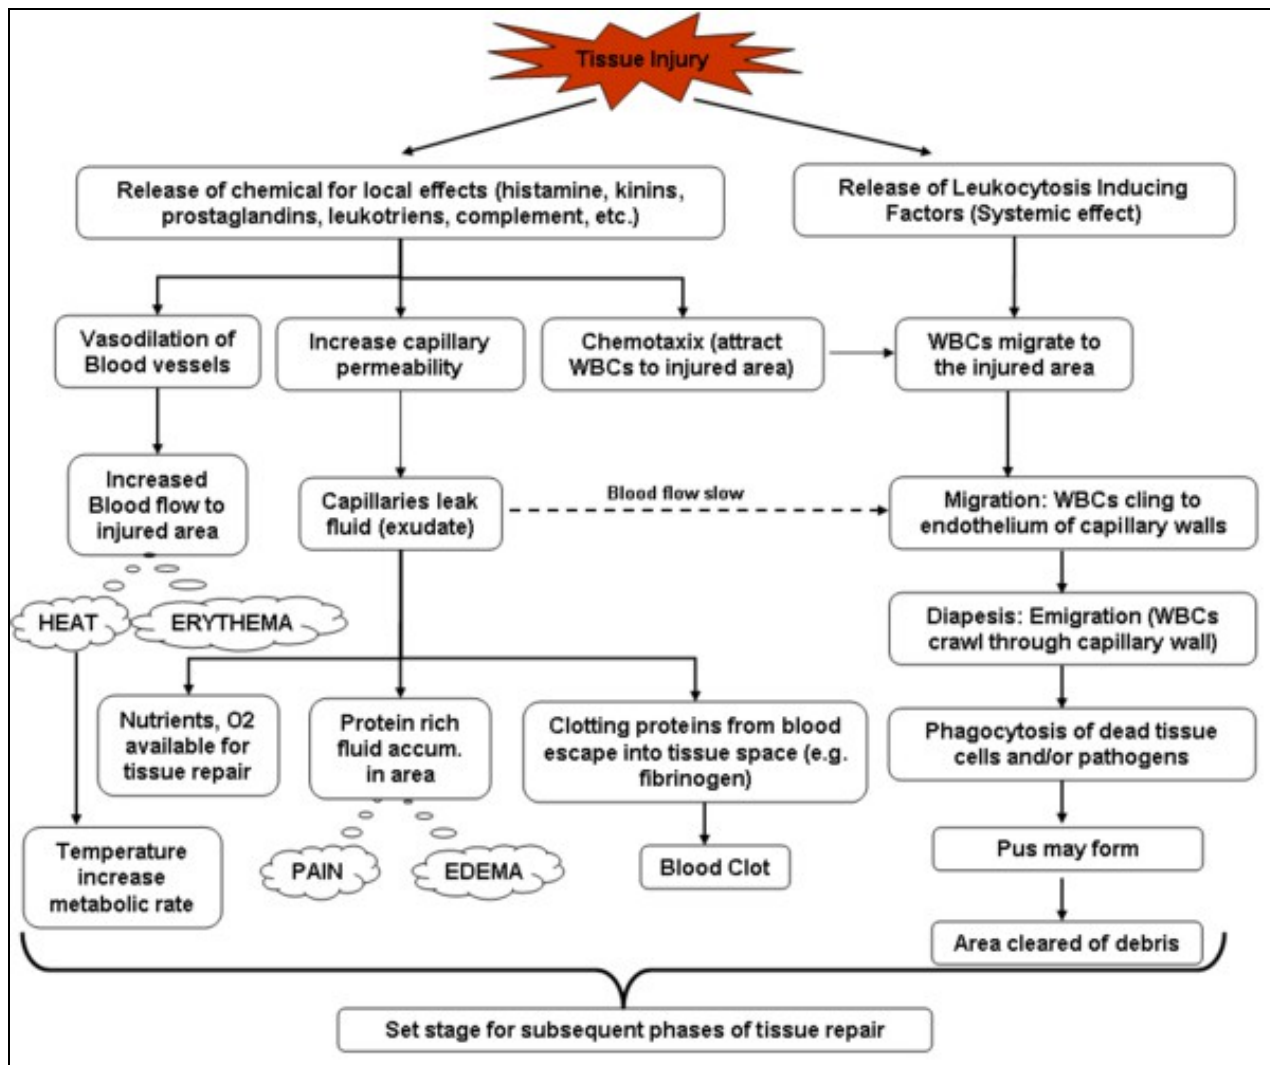 Tissue Injury
Release of chemical for local effects (histamine, kinins,
prostaglandins, leukotriens, complement, etc.)
Release of Leukocytosis Inducing
Factors (Systemic effect)
Vasodilation of
Blood vessels
Increase capillary
permeability
Chemotaxix (attract
WBCs to injured area)
WBCs migrate to
the injured area
Increased
Blood flow to
injured area
Capillaries leak
fluid (exudate)
Blood flow slow
Migration: WBCs cling to
endothelium of capillary walls
HEAT
ERYTHEMA
Diapesis: Emigration (WBCs
crawl through capillary wall)
Nutrients, O2
available for
tissue repair
Protein rich
fluid accum.
in area
Clotting proteins from blood
escape into tissue space (e.g.
fibrinogen)
Phagocytosis of dead tissue
cells and/or pathogens
Temperature
increase
metabolic rate
PAIN
EDEMA
Blood Clot
Pus may form
Area cleared of debris
Set stage for subsequent phases of tissue repair